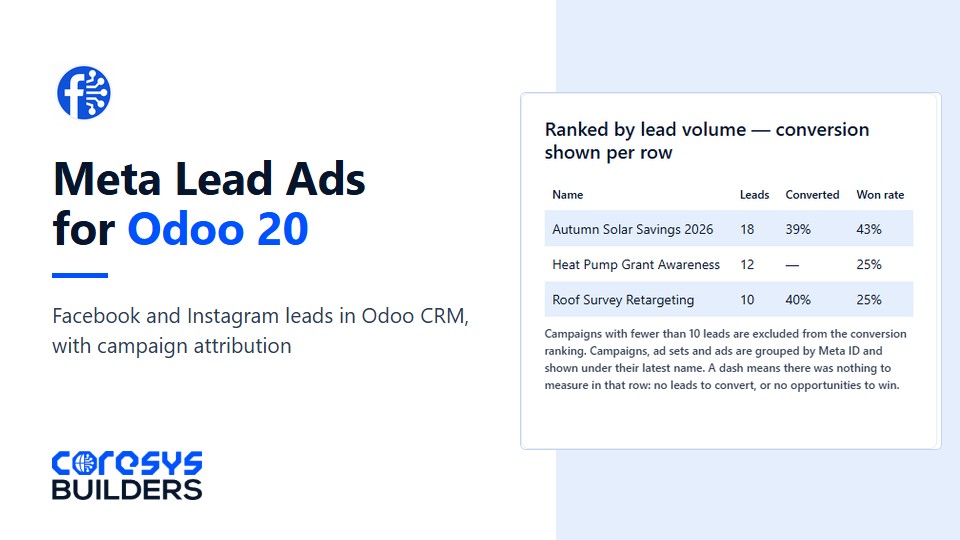 Meta Lead Ads
for Odoo 20
Facebook and Instagram leads in Odoo CRM,
with campaign attribution
coresys
BUILDERS
Ranked by lead volume — conversion
shown per row
Name Leads Converted Won rate
Autumn Solar Savings 2026 18 39% 43%
Heat Pump Grant Awareness 12 — 25%
Roof Survey Retargeting 10 40% 25%
Campaigns with fewer than 10 leads are excluded from the conversion
ranking. Campaigns, ad sets and ads are grouped by Meta ID and
shown under their latest name. A dash means there was nothing to
measure in that row: no leads to convert, or no opportunities to win.